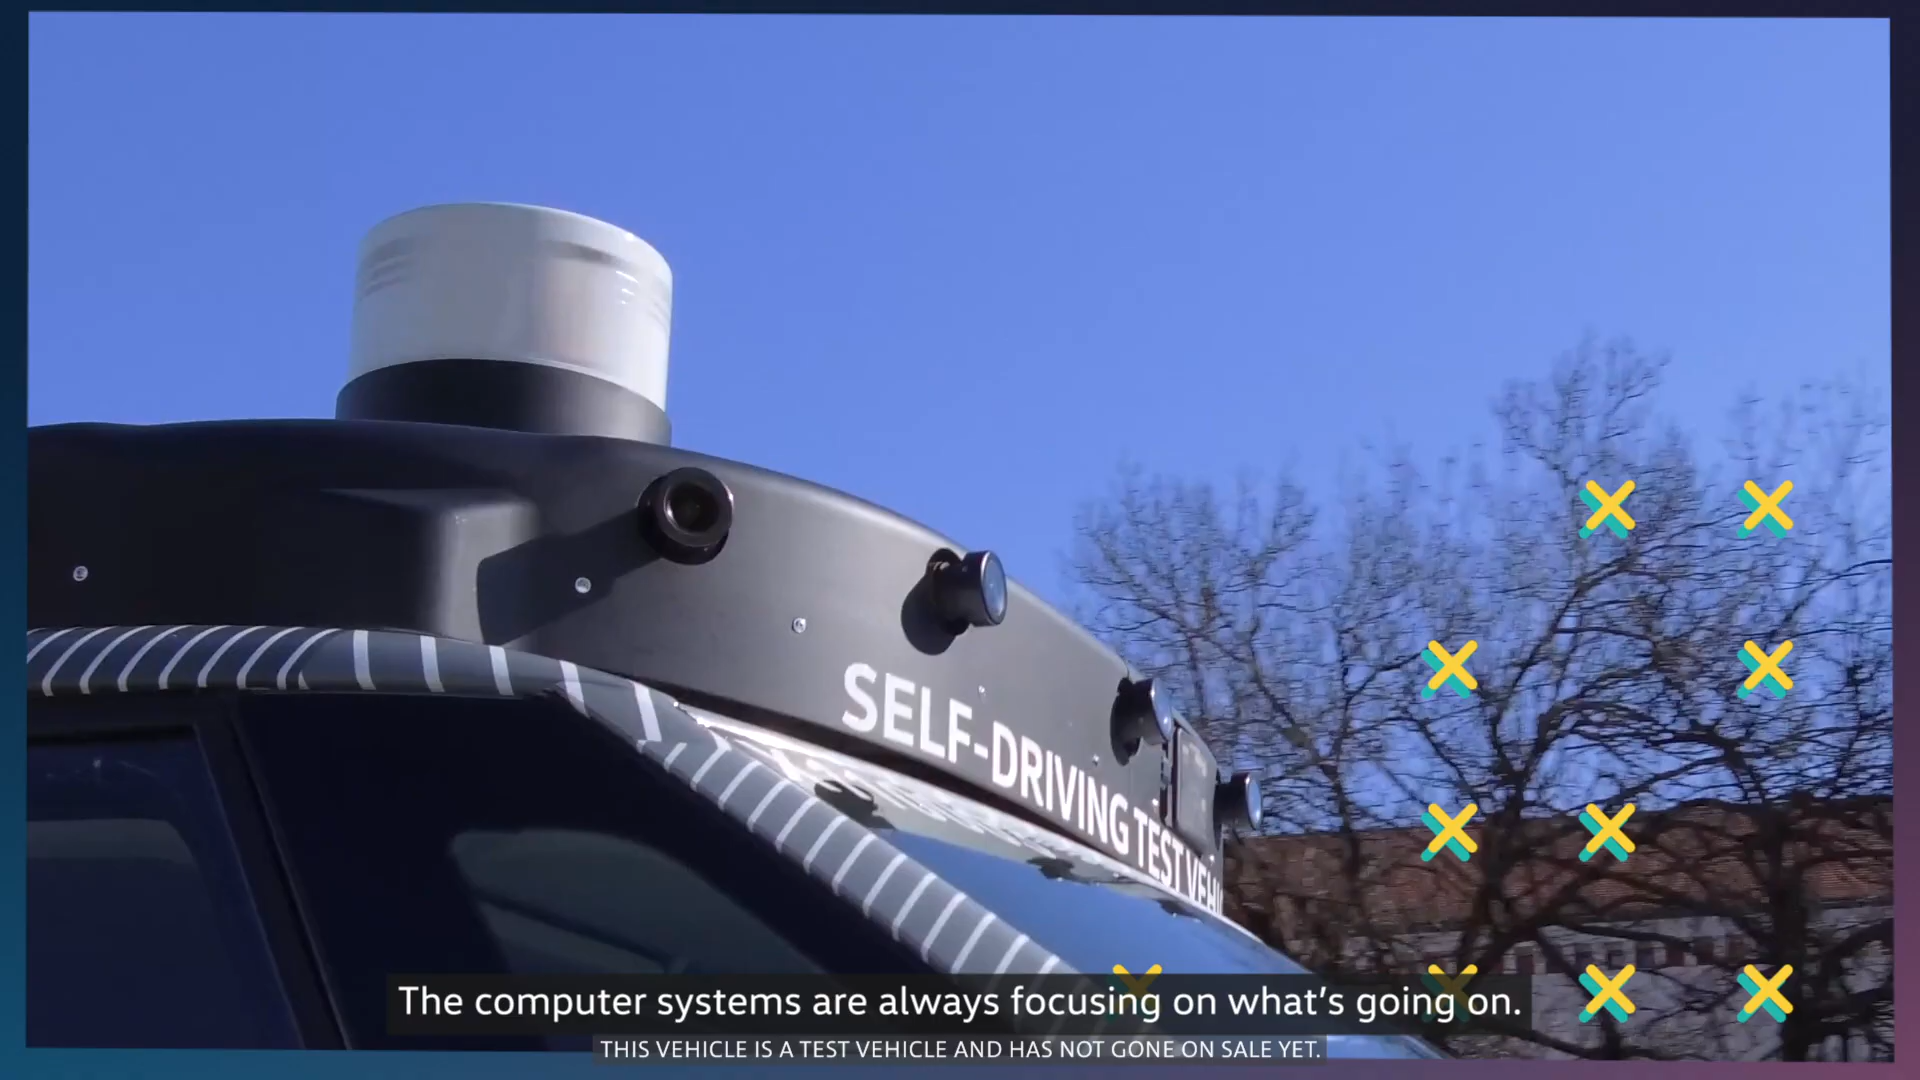 SELF-DRIVING TEST VEHI
The computer systems are always focusing on what's going on.
THIS VEHICLE IS A TEST VEHICLE AND HAS NOT GONE ON SALE YET.